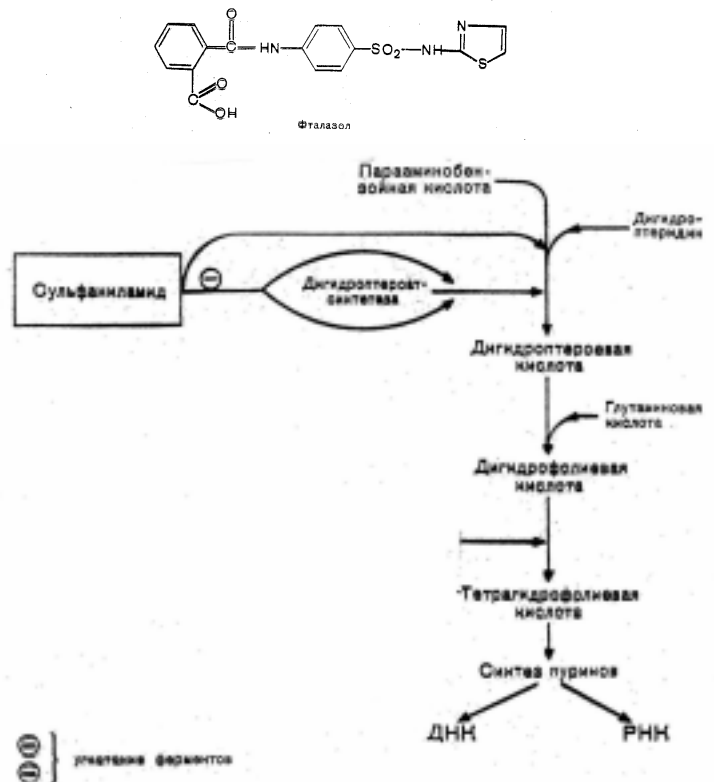 O
C
HN
SO₂
NH
N
S
C
O
OH
Фталазол
Парааминобен-
зойная кислота
Дигидро-
птеридин
Сульфаниламид
Дигидроптероат-
синтетаза
Дигидроптероевая
кислота
Глутаминовая
кислота
Дигидрофолиевая
кислота
Тетрагидрофолиевая
кислота
Синтез пуринов
ДНК
РНК
угнетение ферментов